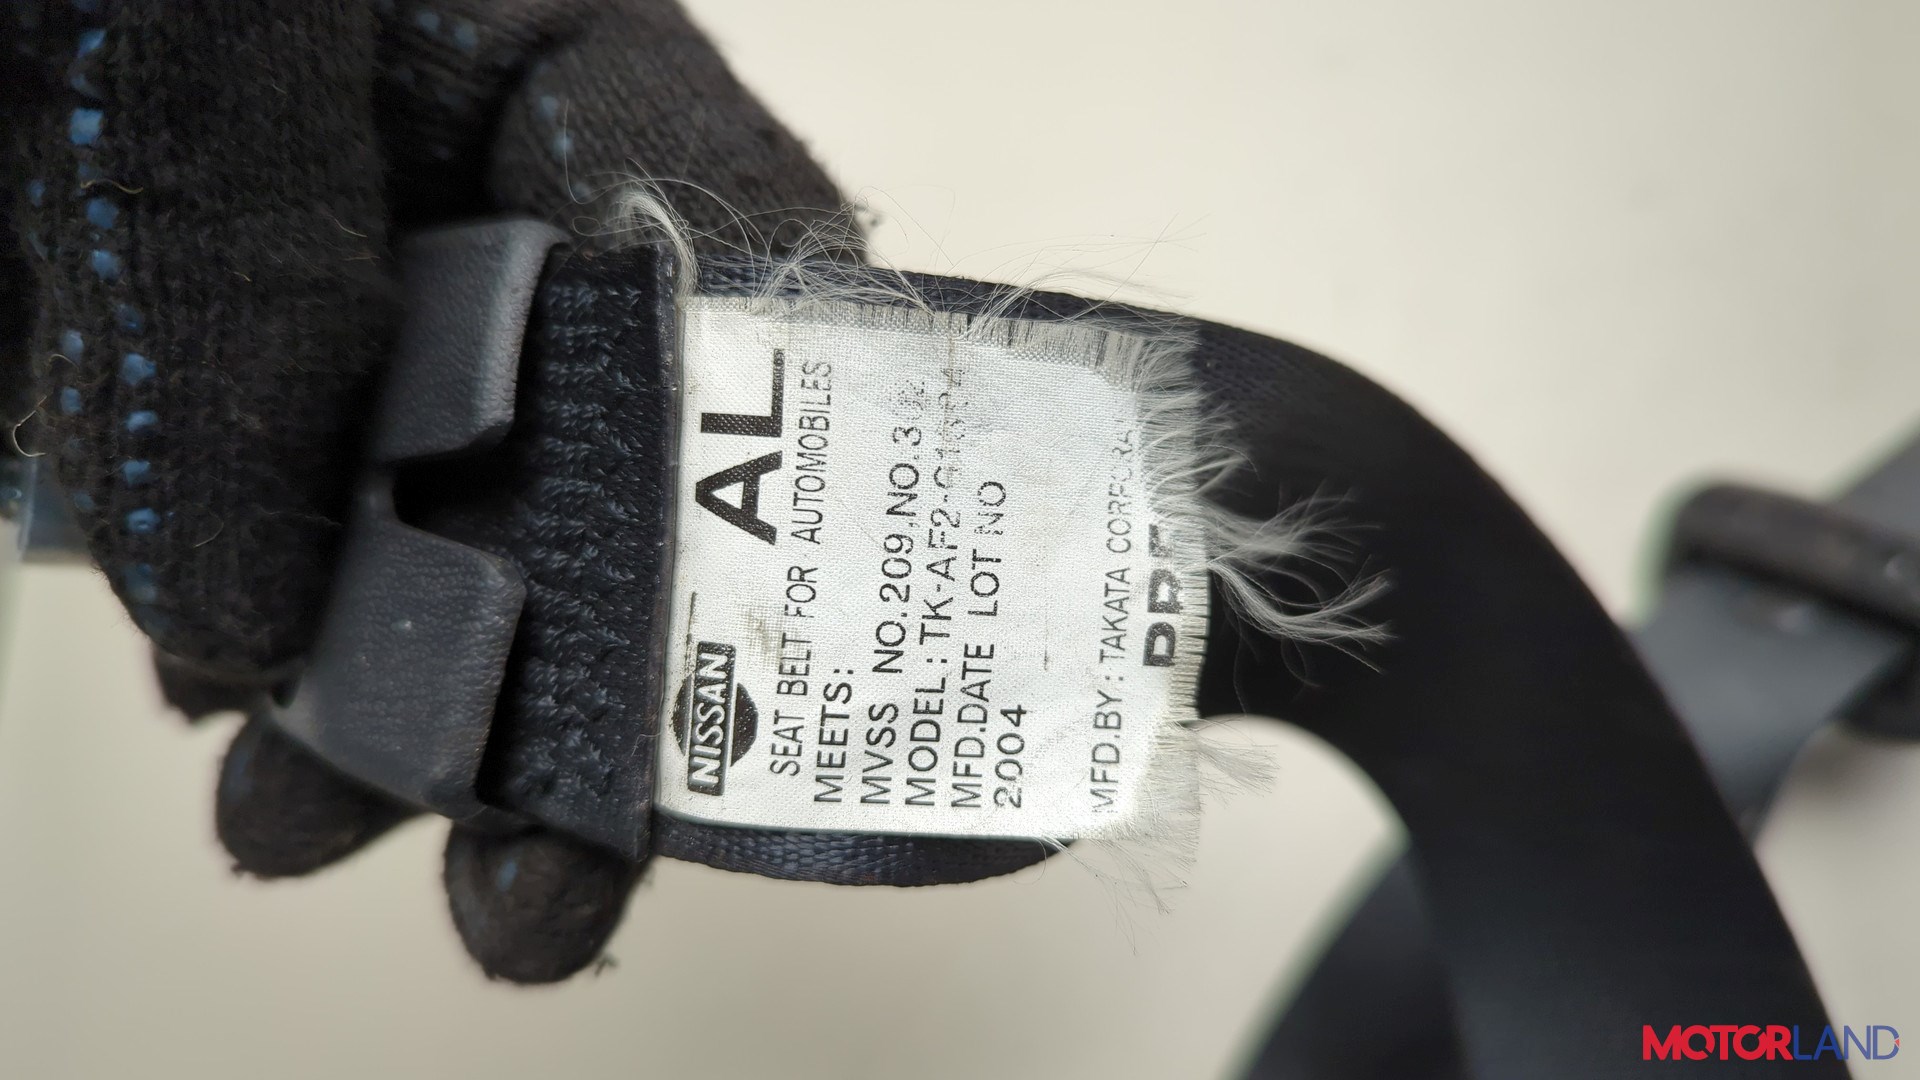 NISSAN AL
SEAT BELT FOR AUTOMOBILES
MEETS:
MVSS NO.209,NO.302
MODEL: TK-AF2-
MFD.DATE LOT NO
2004
MFD.BY: TAKATA
MOTORLAND